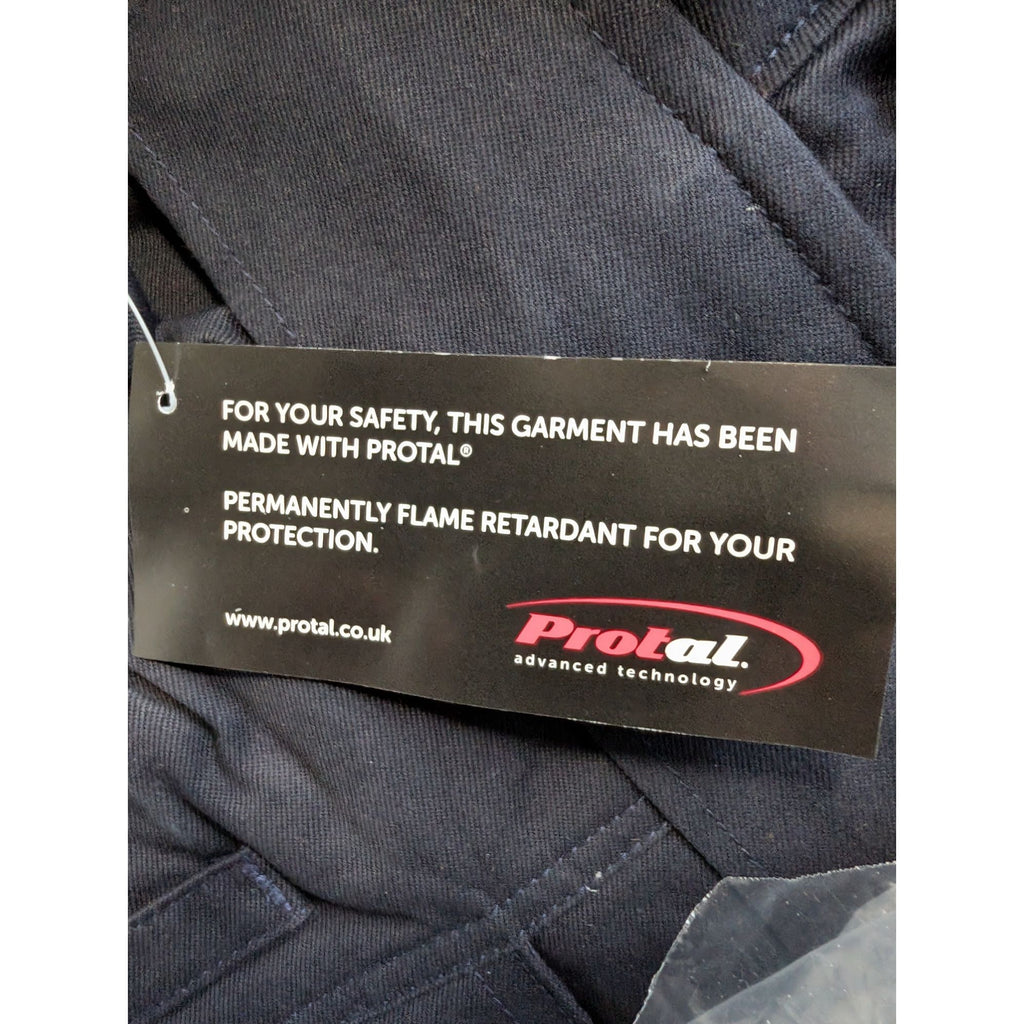 FOR YOUR SAFETY, THIS GARMENT HAS BEEN
MADE WITH PROTAL®
PERMANENTLY FLAME RETARDANT FOR YOUR
PROTECTION.
www.protal.co.uk
Protal.
advanced technology